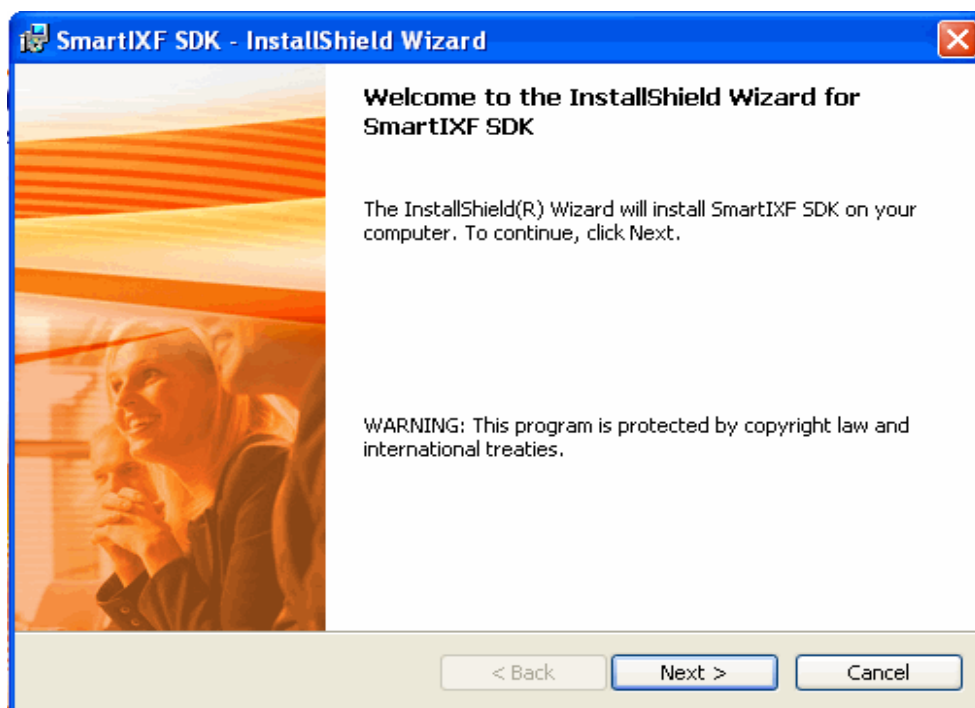 SmartIXF SDK - InstallShield Wizard
Welcome to the InstallShield Wizard for
SmartIXF SDK
The InstallShield(R) Wizard will install SmartIXF SDK on your
computer. To continue, click Next.
WARNING: This program is protected by copyright law and
international treaties.
< Back
Next >
Cancel